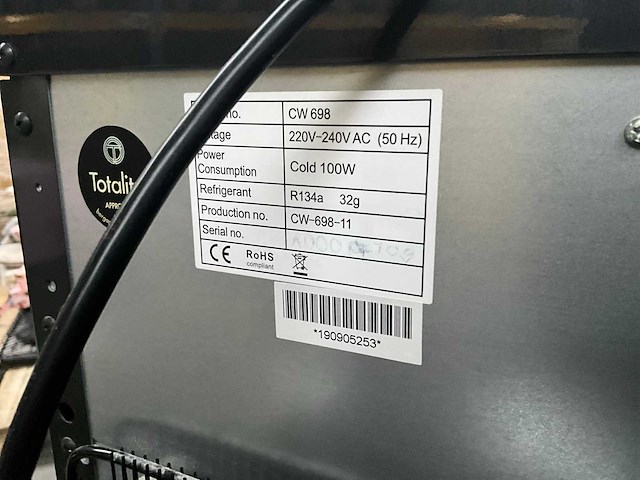 no.
CW 698
220V-240V AC (50 Hz)
Power
Consumption
Cold 100W
Refrigerant
R134a 32g
Production no.
CW-698-11
Serial no.
CE RoHS
compliant
*190905253*